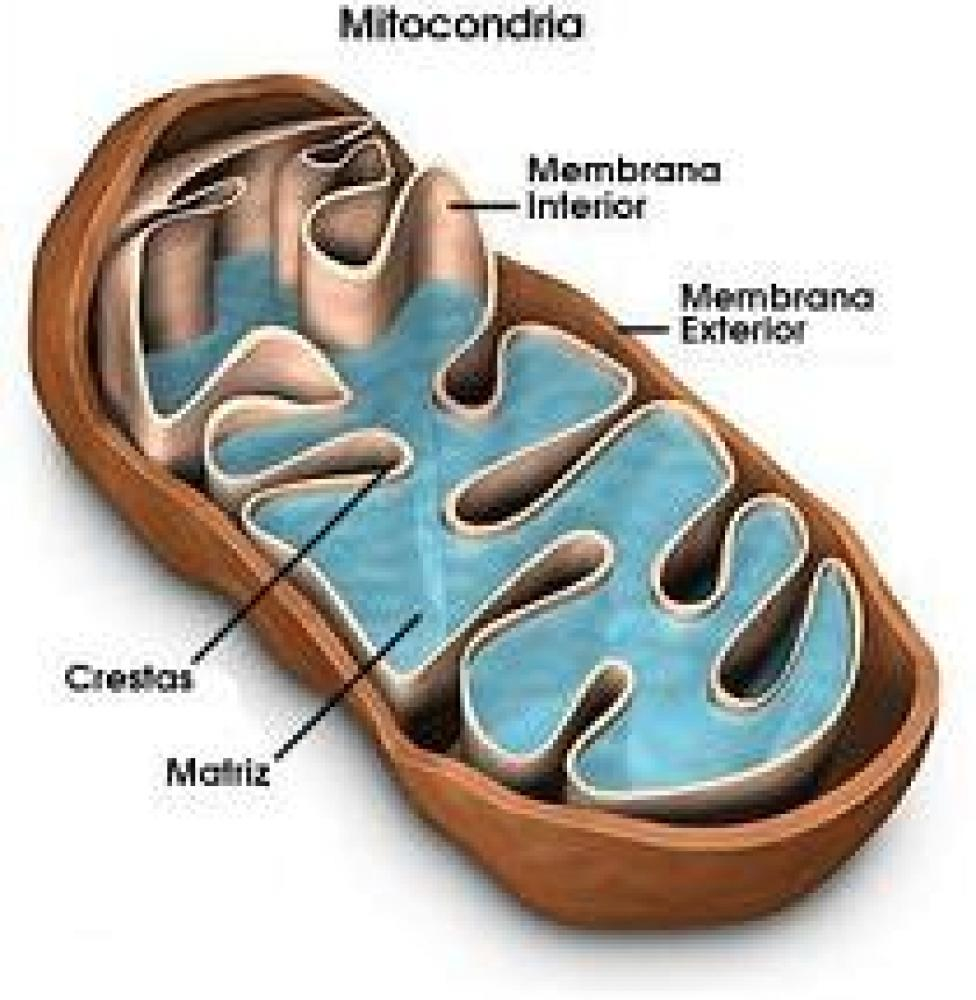 Mitocondria
Membrana
Interior
Membrana
Exterior
Crestas
Matriz